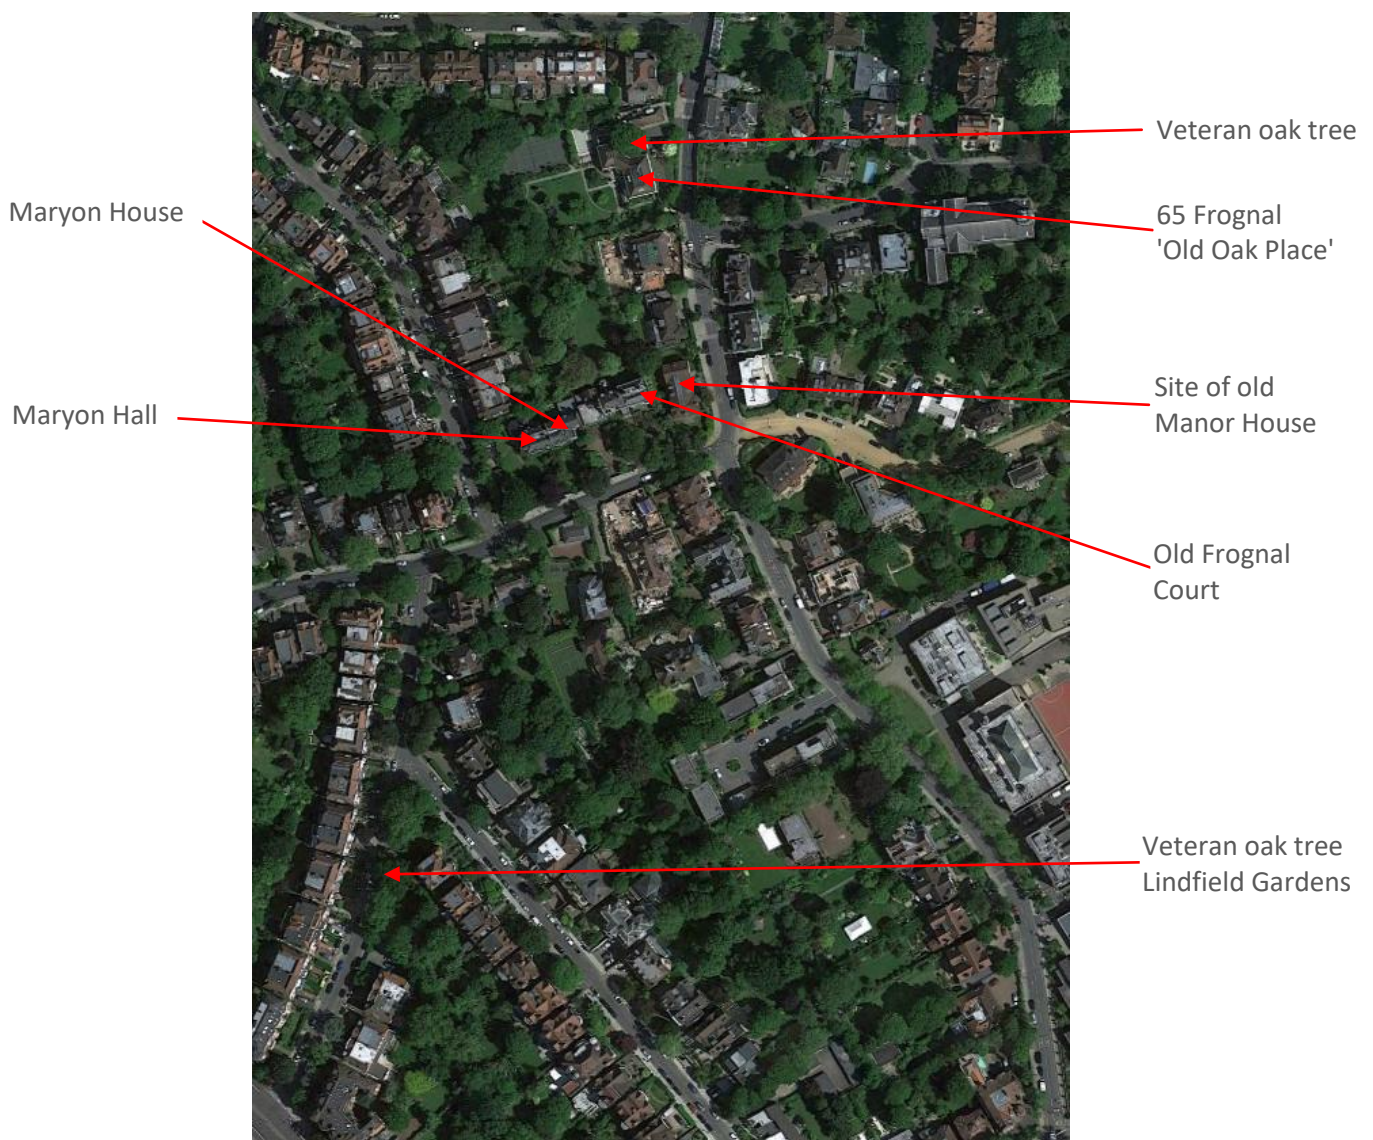 Veteran oak tree
Maryon House
65 Frognal
'Old Oak Place'
Site of old
Manor House
Maryon Hall
Old Frognal
Court
Veteran oak tree
Lindfield Gardens